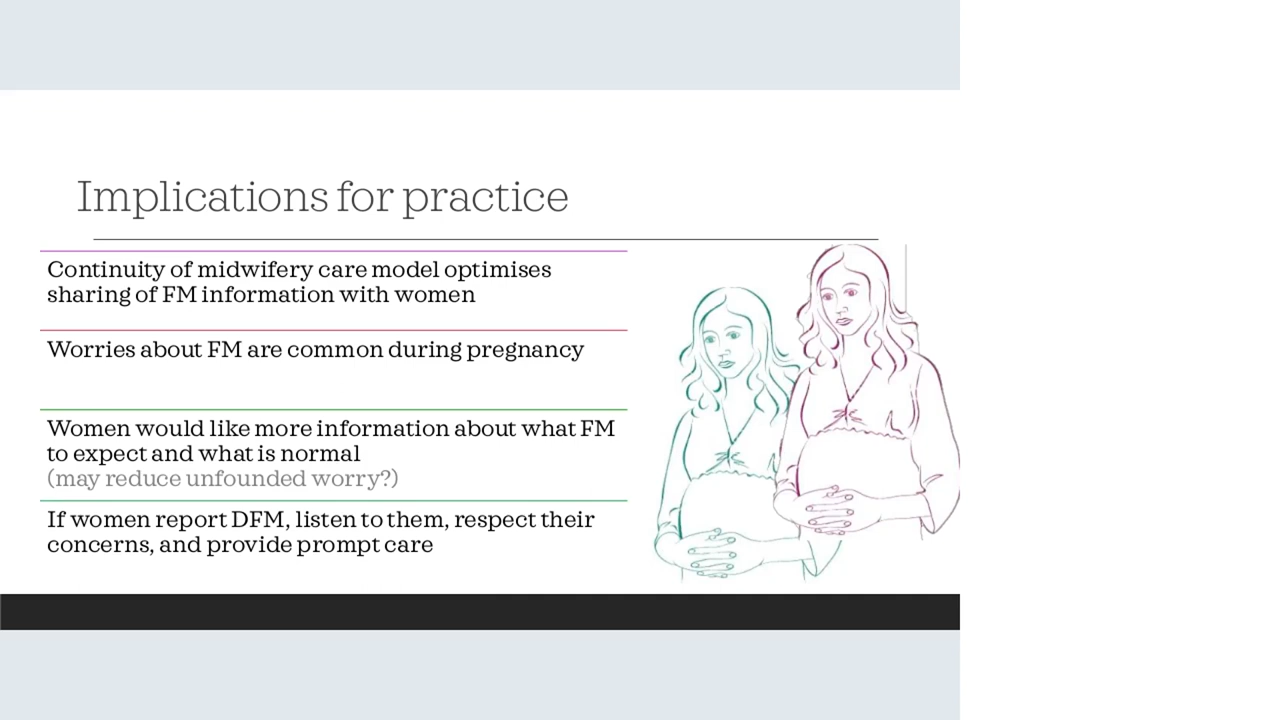 Implications for practice
Continuity of midwifery care model optimises
sharing of FM information with women
Worries about FM are common during pregnancy
Women would like more information about what FM
to expect and what is normal
(may reduce unfounded worry?)
If women report DFM, listen to them, respect their
concerns, and provide prompt care